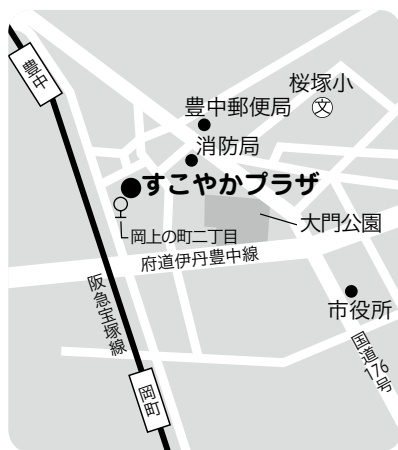 豊中
桜塚小
文
豊中郵便局
消防局
すこやかプラザ
大門公園
岡上の町二丁目
府道伊丹豊中線
阪急宝塚線
市役所
国道176号
岡町